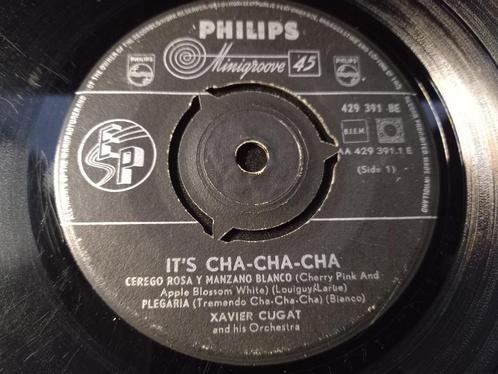 PHILIPS
PHILIPS
Minigroove 45
PHILIPS
429 391 BE
B.I.E.M.
AA 429 391.1 E
(Side 1)
EP
IT'S CHA-CHA-CHA
CEREGO ROSA Y MANZANO BLANCO (Cherry Pink And
Apple Blossom White) (Louiguy-Larue)
PLEGARIA (Tremendo Cha-Cha-Cha) (Bianco)
XAVIER CUGAT
and his Orchestra